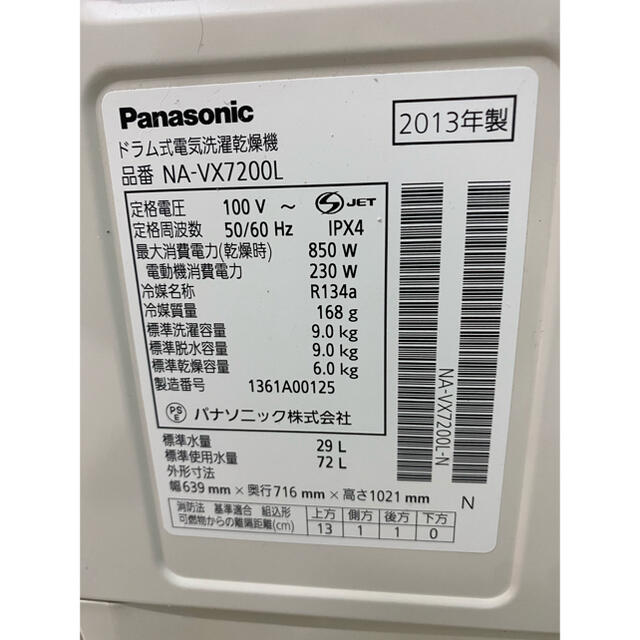 Panasonic
2013年製
ドラム式電気洗濯乾燥機
品番 NA-VX7200L
定格電圧 100 V ～ S JET
定格周波数 50/60 Hz IPX4
最大消費電力(乾燥時) 850 W
電動機消費電力 230 W
冷媒名称 R134a
冷媒質量 168 g
標準洗濯容量 9.0 kg
標準脱水容量 9.0 kg
標準乾燥容量 6.0 kg
製造番号 1361A00125
PSE パナソニック株式会社
標準水量 29 L
標準使用水量 72 L
外形寸法
幅639 mm×奥行716 mm×高さ1021 mm
消防法 基準適合 組込形 上方 側方 後方 下方
可燃物からの離隔距離(cm) 13 1 1 0
NA-VX7200L-N
N